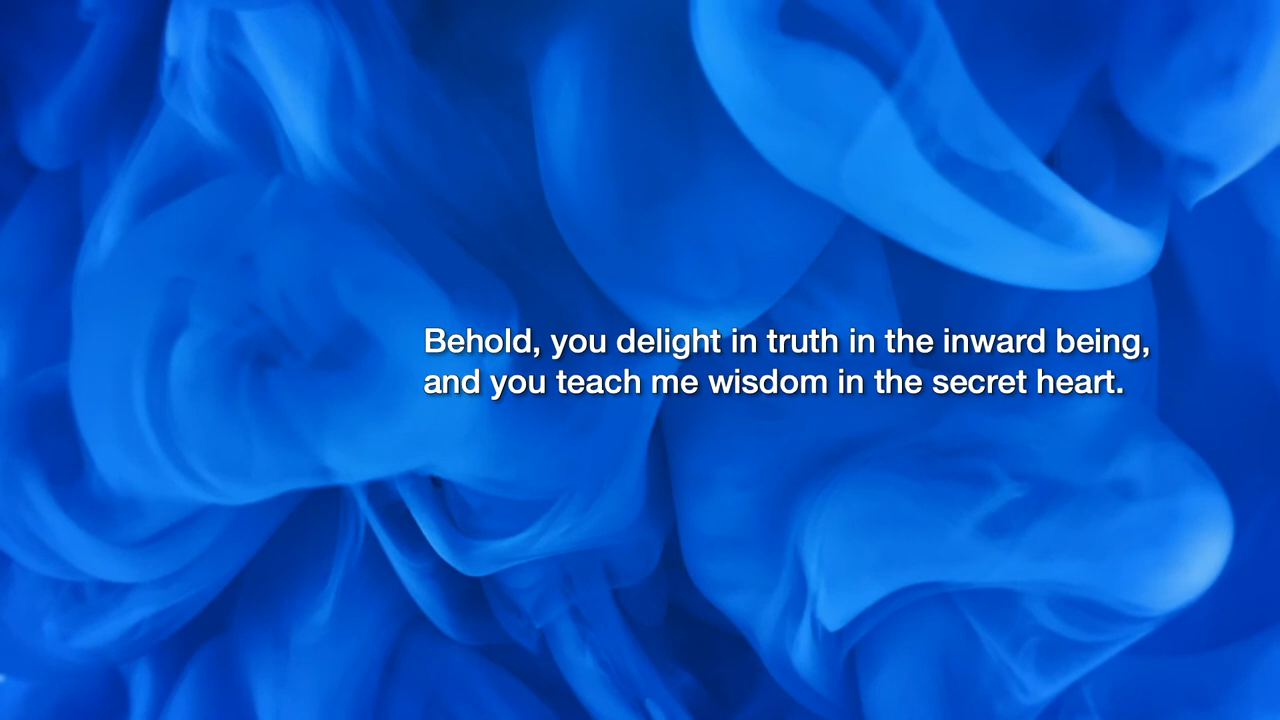 Behold, you delight in truth in the inward being,
and you teach me wisdom in the secret heart.